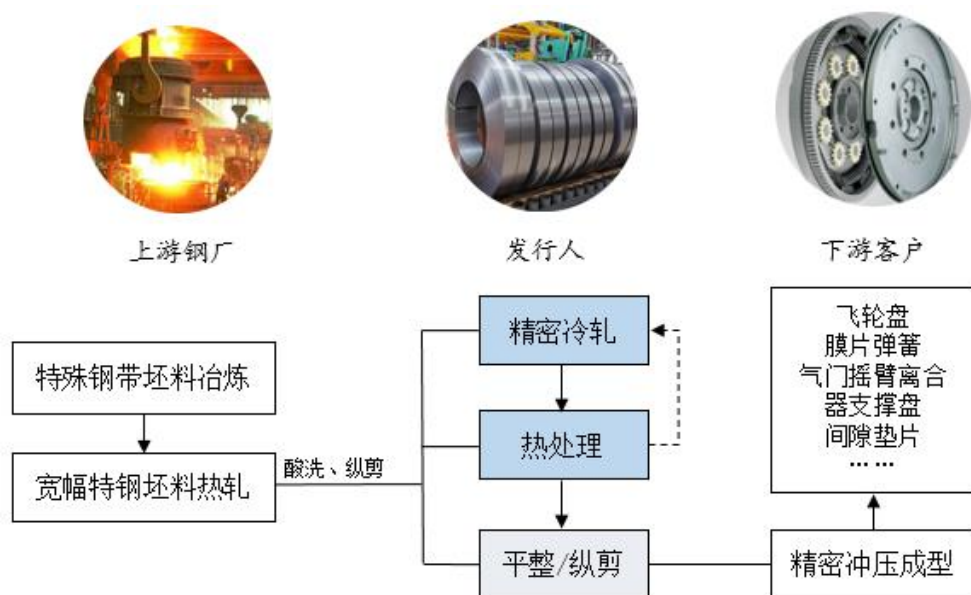 上游钢厂
发行人
下游客户
特殊钢带坯料冶炼
宽幅特钢坯料热轧
酸洗、纵剪
精密冷轧
热处理
平整/纵剪
飞轮盘
膜片弹簧
气门摇臂离合
器支撑盘
间隙垫片
… …
精密冲压成型